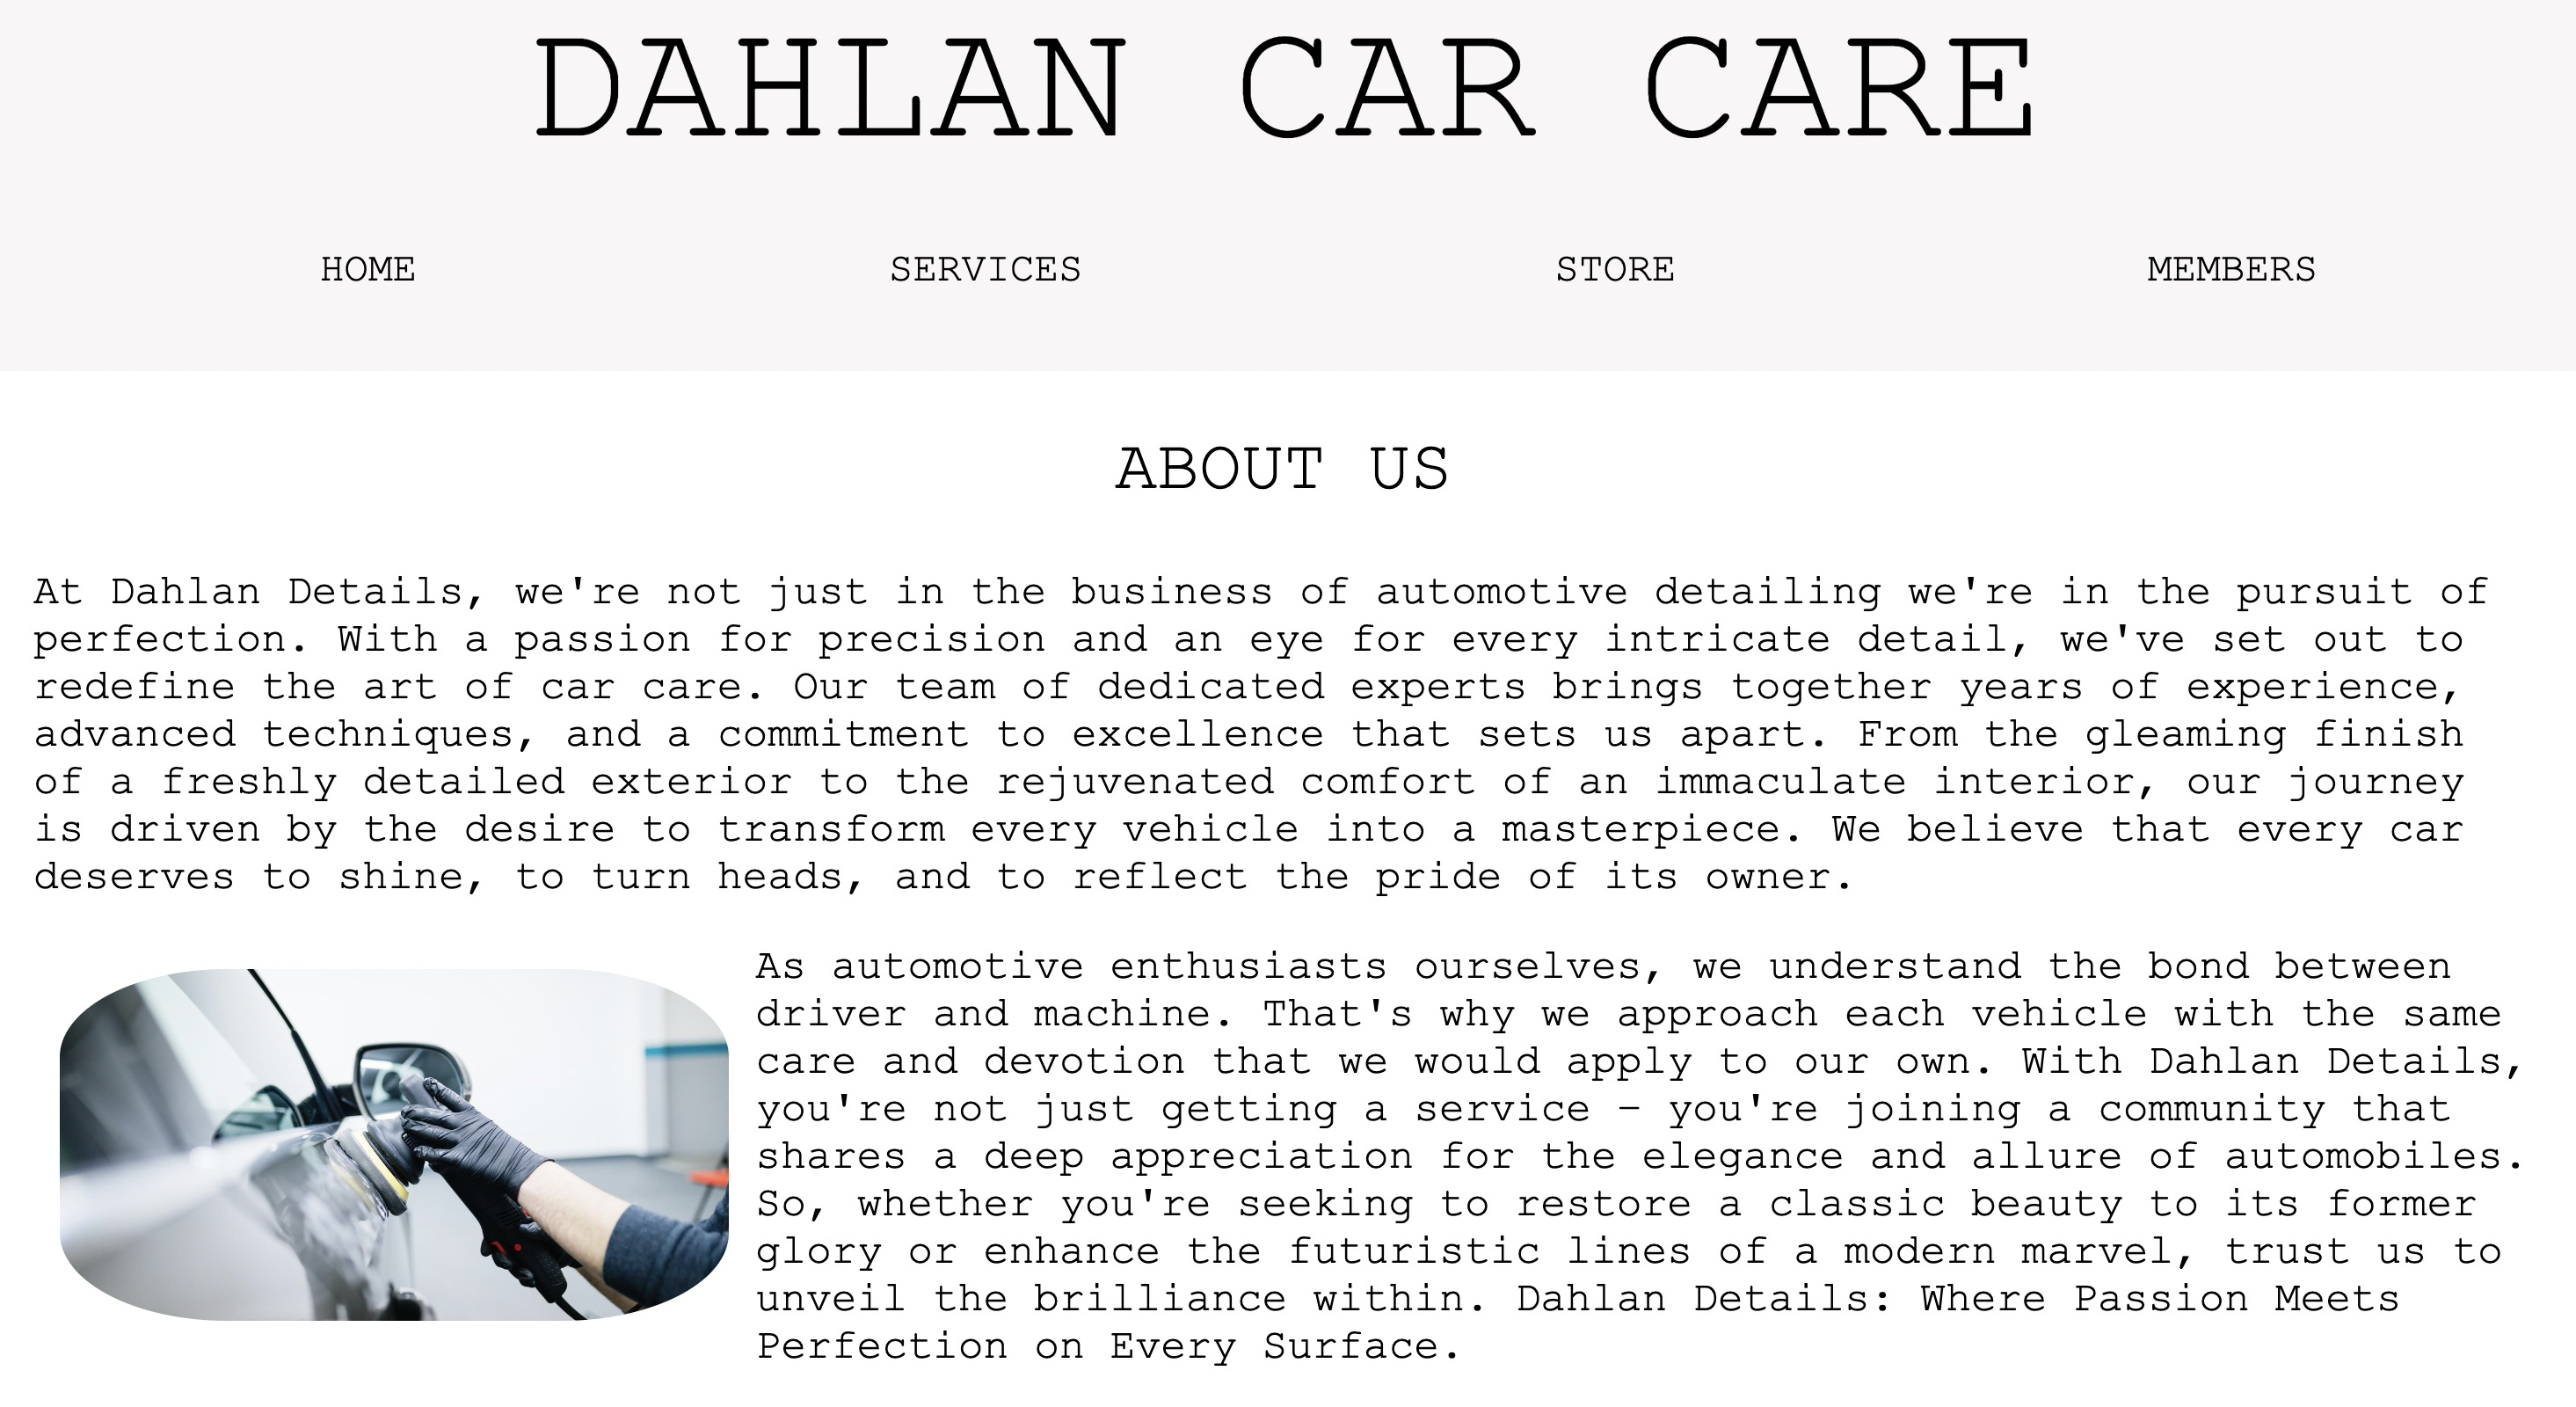 DAHLAN CAR CARE
HOME SERVICES STORE MEMBERS
ABOUT US
At Dahlan Details, we're not just in the business of automotive detailing we're in the pursuit of
perfection. With a passion for precision and an eye for every intricate detail, we've set out to
redefine the art of car care. Our team of dedicated experts brings together years of experience,
advanced techniques, and a commitment to excellence that sets us apart. From the gleaming finish
of a freshly detailed exterior to the rejuvenated comfort of an immaculate interior, our journey
is driven by the desire to transform every vehicle into a masterpiece. We believe that every car
deserves to shine, to turn heads, and to reflect the pride of its owner.
As automotive enthusiasts ourselves, we understand the bond between
driver and machine. That's why we approach each vehicle with the same
care and devotion that we would apply to our own. With Dahlan Details,
you're not just getting a service – you're joining a community that
shares a deep appreciation for the elegance and allure of automobiles.
So, whether you're seeking to restore a classic beauty to its former
glory or enhance the futuristic lines of a modern marvel, trust us to
unveil the brilliance within. Dahlan Details: Where Passion Meets
Perfection on Every Surface.